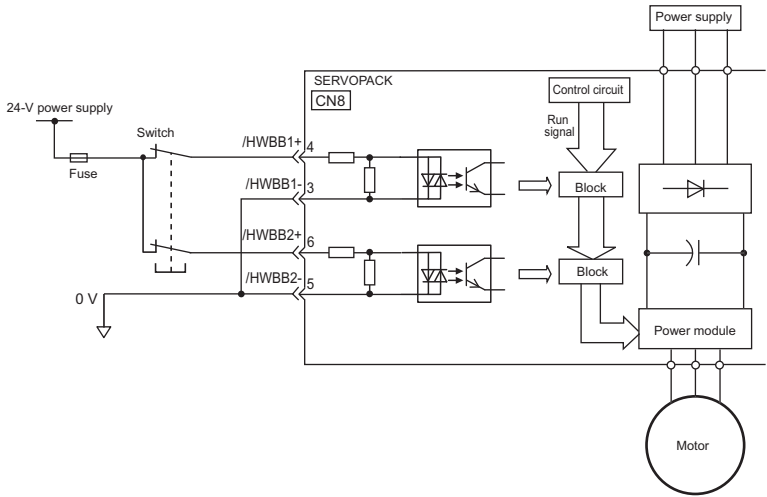 Power supply
SERVOPACK
CN8
Control circuit
24-V power supply
Run
signal
Switch
Fuse
/HWBB1+
4
/HWBB1-
3
Block
/HWBB2+
6
/HWBB2-
5
Block
0 V
Power module
Motor